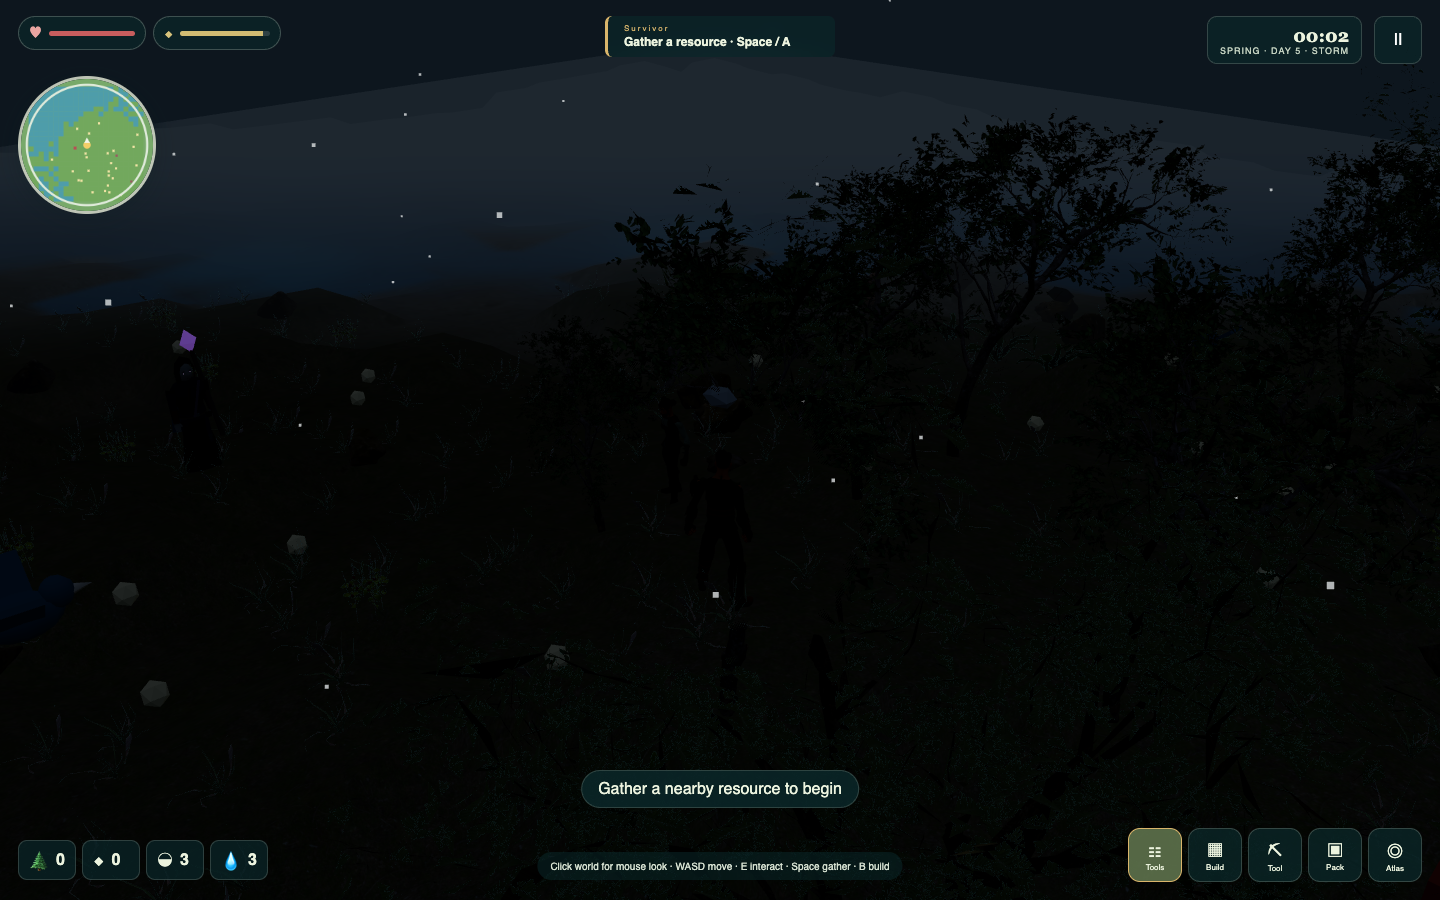 Survivor
Gather a resource · Space / A
00:02
SPRING · DAY 5 · STORM
Gather a nearby resource to begin
0
0
3
3
Click world for mouse look · WASD move · E interact · Space gather · B build
Tools
Build
Tool
Pack
Atlas